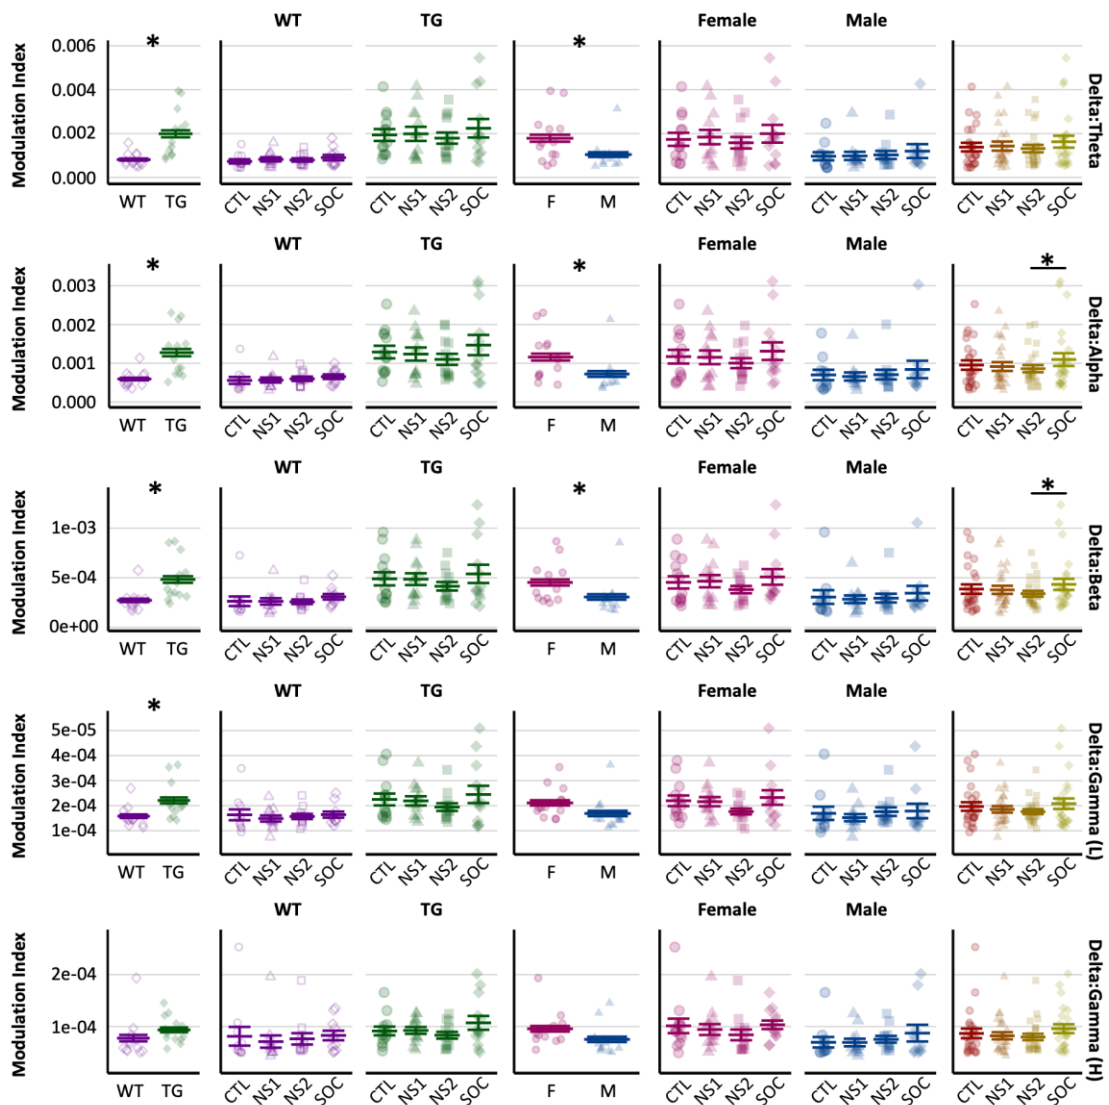 WT TG Female Male
* *
Modulation Index
0.006
0.004
0.002
0.000
WT TG CTL NS1 NS2 SOC CTL NS1 NS2 SOC F M CTL NS1 NS2 SOC CTL NS1 NS2 SOC CTL NS1 NS2 SOC
Delta:Theta
WT TG Female Male
* * *
Modulation Index
0.003
0.002
0.001
0.000
WT TG CTL NS1 NS2 SOC CTL NS1 NS2 SOC F M CTL NS1 NS2 SOC CTL NS1 NS2 SOC CTL NS1 NS2 SOC
Delta:Alpha
WT TG Female Male
* * *
Modulation Index
1e-03
5e-04
0e+00
WT TG CTL NS1 NS2 SOC CTL NS1 NS2 SOC F M CTL NS1 NS2 SOC CTL NS1 NS2 SOC CTL NS1 NS2 SOC
Delta:Beta
WT TG Female Male
*
Modulation Index
5e-05
4e-04
3e-04
2e-04
1e-04
WT TG CTL NS1 NS2 SOC CTL NS1 NS2 SOC F M CTL NS1 NS2 SOC CTL NS1 NS2 SOC CTL NS1 NS2 SOC
Delta:Gamma (L)
WT TG Female Male
Modulation Index
2e-04
1e-04
WT TG CTL NS1 NS2 SOC CTL NS1 NS2 SOC F M CTL NS1 NS2 SOC CTL NS1 NS2 SOC CTL NS1 NS2 SOC
Delta:Gamma (H)